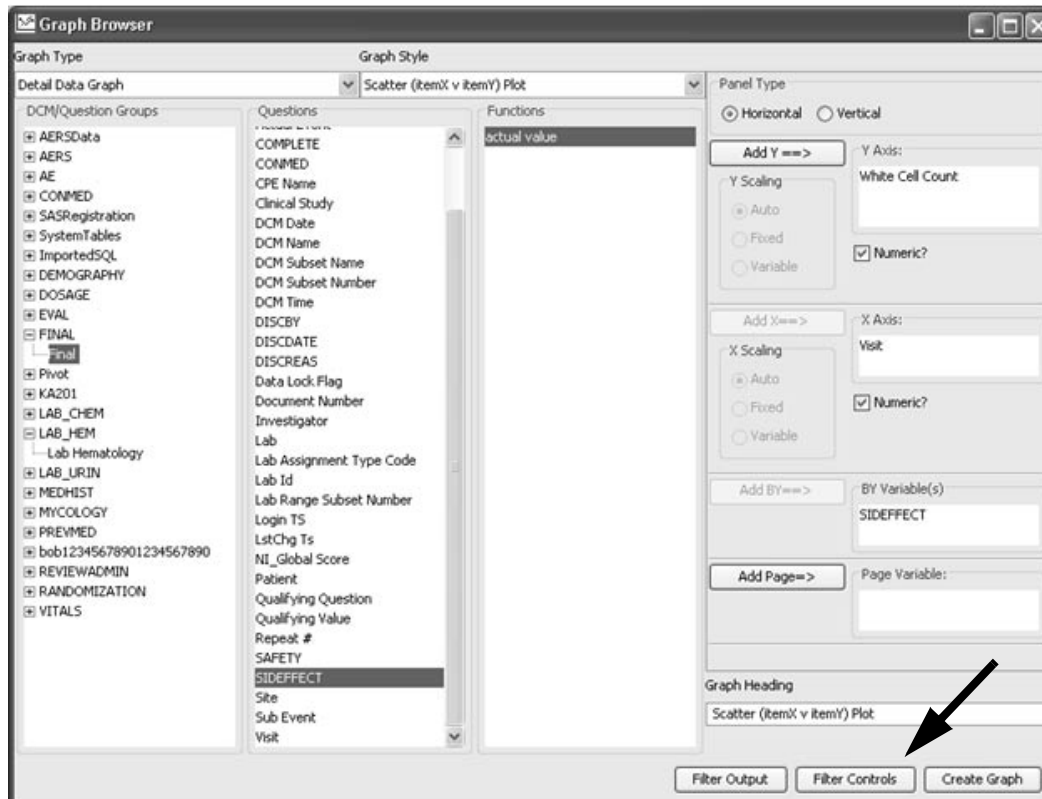 Graph Browser
Graph Type
Graph Style
Detail Data Graph
Scatter (itemX v itemY) Plot
DCM/Question Groups
AERSData
AERS
AE
CONMED
SASRegistration
SystemTables
ImportedSQL
DEMOGRAPHY
DOSAGE
EVAL
FINAL
Final
Pivot
KA201
LAB_CHEM
LAB_HEM
Lab Hematology
LAB_URIN
MEDHIST
MYCOLOGY
PREVMED
bob12345678901234567890
REVIEWADMIN
RANDOMIZATION
VITALS
Questions
COMPLETE
CONMED
CPE Name
Clinical Study
DCM Date
DCM Name
DCM Subset Name
DCM Subset Number
DCM Time
DISCBY
DISCDATE
DISCREAS
Data Lock Flag
Document Number
Investigator
Lab
Lab Assignment Type Code
Lab Id
Lab Range Subset Number
Login TS
LstChg Ts
NI_Global Score
Patient
Qualifying Question
Qualifying Value
Repeat #
SAFETY
SIDEFFECT
Site
Sub Event
Visit
Functions
actual value
Panel Type
Horizontal
Vertical
Add Y ==>
Y Axis:
White Cell Count
Y Scaling
Auto
Fixed
Variable
Numeric?
Add X==>
X Axis:
Visit
X Scaling
Auto
Fixed
Variable
Numeric?
Add BY==>
BY Variable(s)
SIDEFFECT
Add Page=>
Page Variable:
Graph Heading
Scatter (itemX v itemY) Plot
Filter Output
Filter Controls
Create Graph